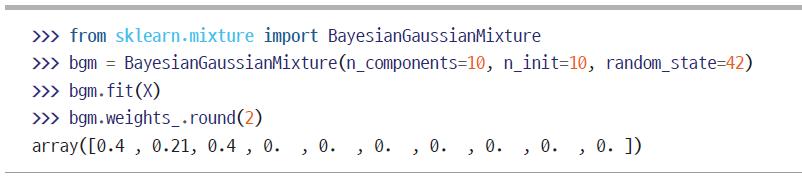 >>> from sklearn.mixture import BayesianGaussianMixture
>>> bgm = BayesianGaussianMixture(n_components=10, n_init=10, random_state=42)
>>> bgm.fit(X)
>>> bgm.weights_.round(2)
array([0.4 , 0.21, 0.4 , 0.  , 0.  , 0.  , 0.  , 0.  , 0.  , 0. ])